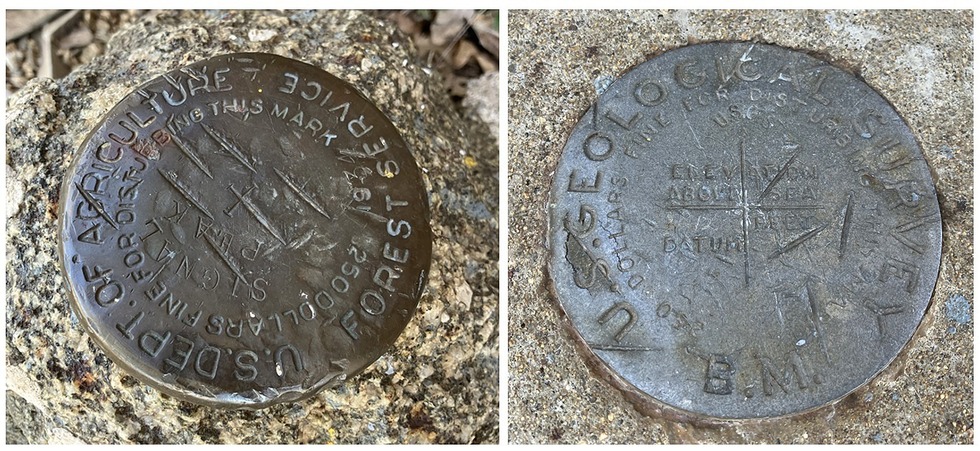 U.S.DEPT. OF AGRICULTURE
FOREST SERVICE
250 DOLLARS FINE FOR DISTURBING THIS MARK
SIGNAL
PEAK
U.S.GEOLOGICAL SURVEY
B.M.
250 DOLLARS FINE FOR DISTURBING
ELEVATION
ABOVE
DATUM